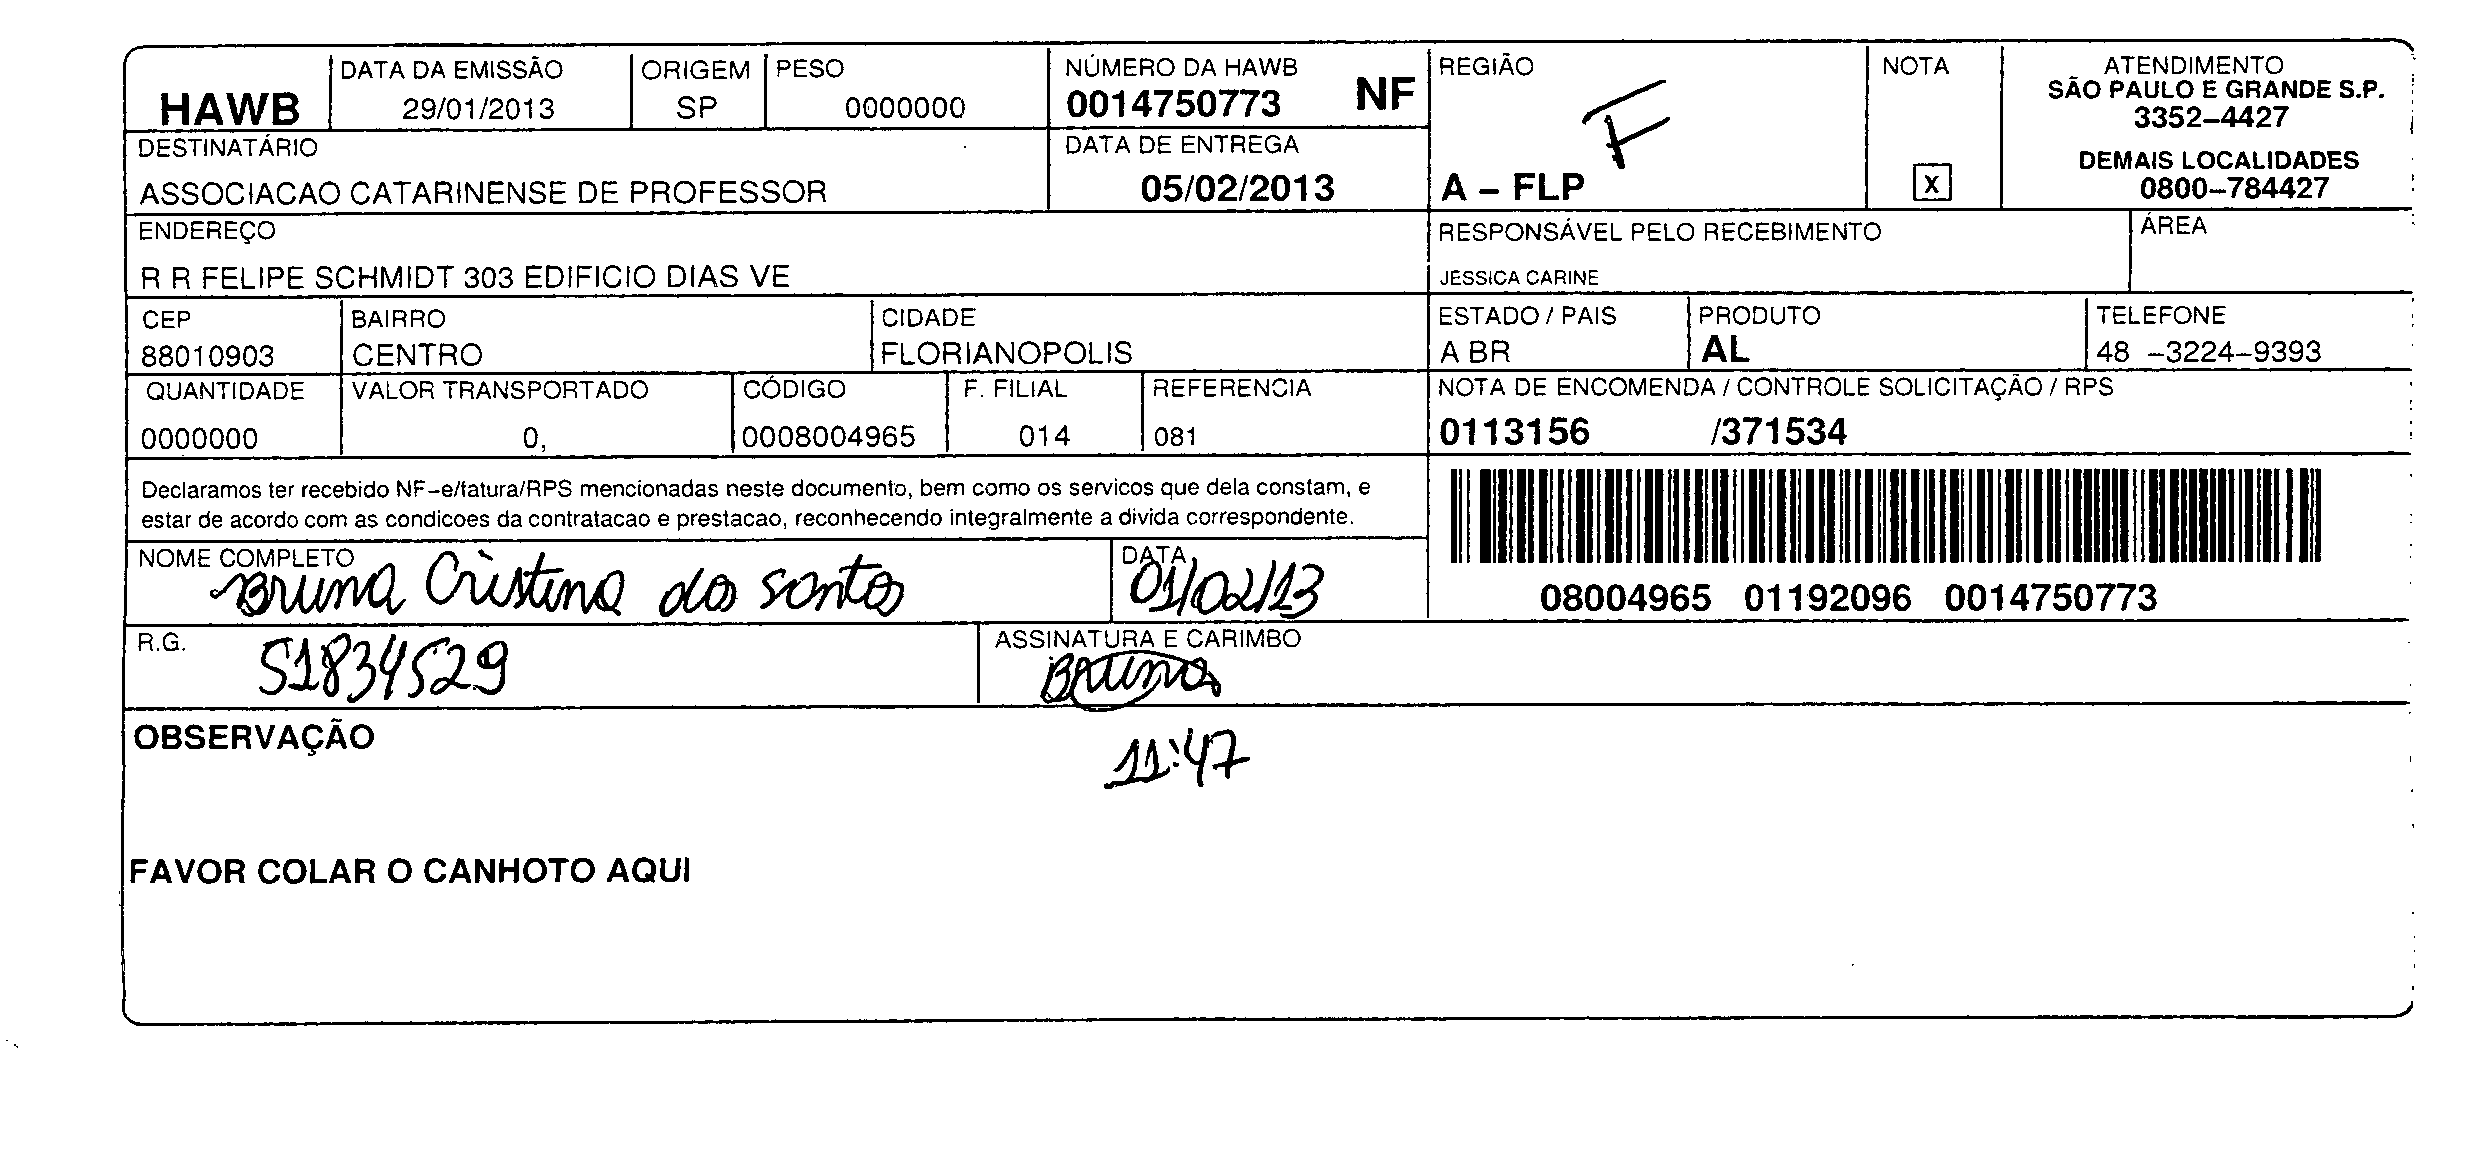 HAWB
DATA DA EMISSÃO
29/01/2013
ORIGEM
SP
PESO
0000000
NÚMERO DA HAWB
0014750773 NF
REGIÃO
F
A – FLP
NOTA
X
ATENDIMENTO
SÃO PAULO E GRANDE S.P.
3352–4427
DEMAIS LOCALIDADES
0800–784427
DESTINATÁRIO
ASSOCIACAO CATARINENSE DE PROFESSOR
DATA DE ENTREGA
05/02/2013
ENDEREÇO
R R FELIPE SCHMIDT 303 EDIFICIO DIAS VE
RESPONSÁVEL PELO RECEBIMENTO
JESSICA CARINE
ÁREA
CEP
88010903
BAIRRO
CENTRO
CIDADE
FLORIANOPOLIS
ESTADO / PAIS
A BR
PRODUTO
AL
TELEFONE
48 –3224–9393
QUANTIDADE
0000000
VALOR TRANSPORTADO
0,
CÓDIGO
0008004965
F. FILIAL
014
REFERENCIA
081
NOTA DE ENCOMENDA / CONTROLE SOLICITAÇÃO / RPS
0113156 /371534
Declaramos ter recebido NF–e/fatura/RPS mencionadas neste documento, bem como os servicos que dela constam, e
estar de acordo com as condicoes da contratacao e prestacao, reconhecendo integralmente a divida correspondente.
08004965 01192096 0014750773
NOME COMPLETO
Bruna Cristina dos santos
DATA
01/02/13
R.G.
51834529
ASSINATURA E CARIMBO
Bruna
OBSERVAÇÃO
11:47
FAVOR COLAR O CANHOTO AQUI